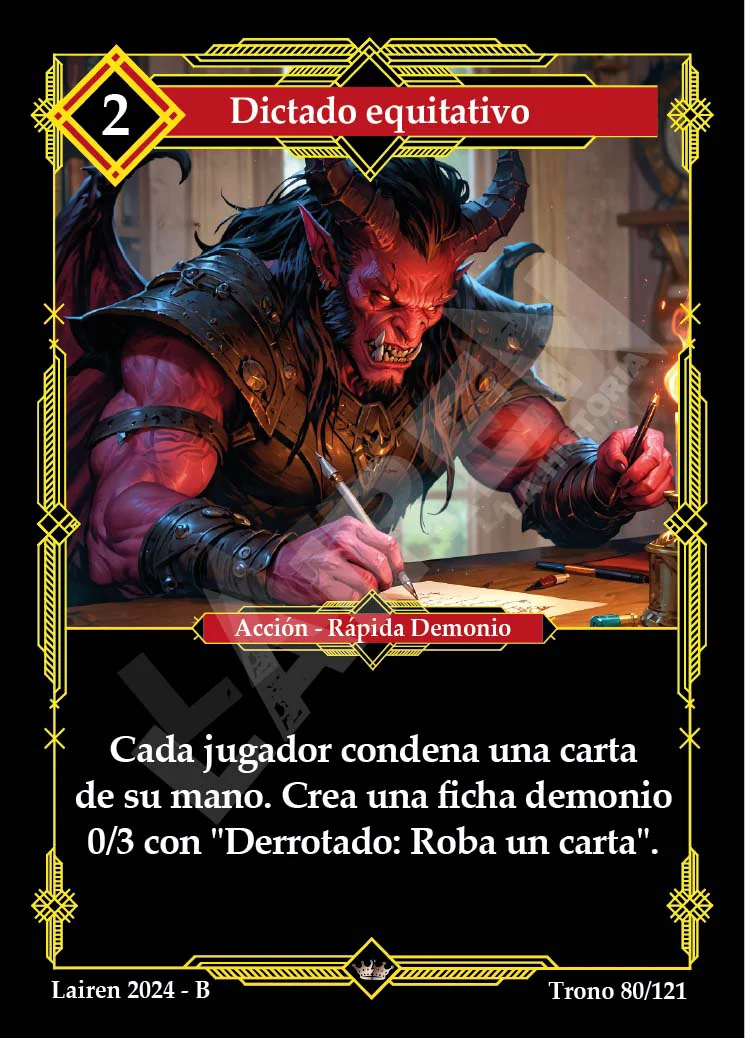 2
Dictado equitativo
Acción - Rápida Demonio
Cada jugador condena una carta
de su mano. Crea una ficha demonio
0/3 con "Derrotado: Roba un carta".
Lairen 2024 - B
Trono 80/121